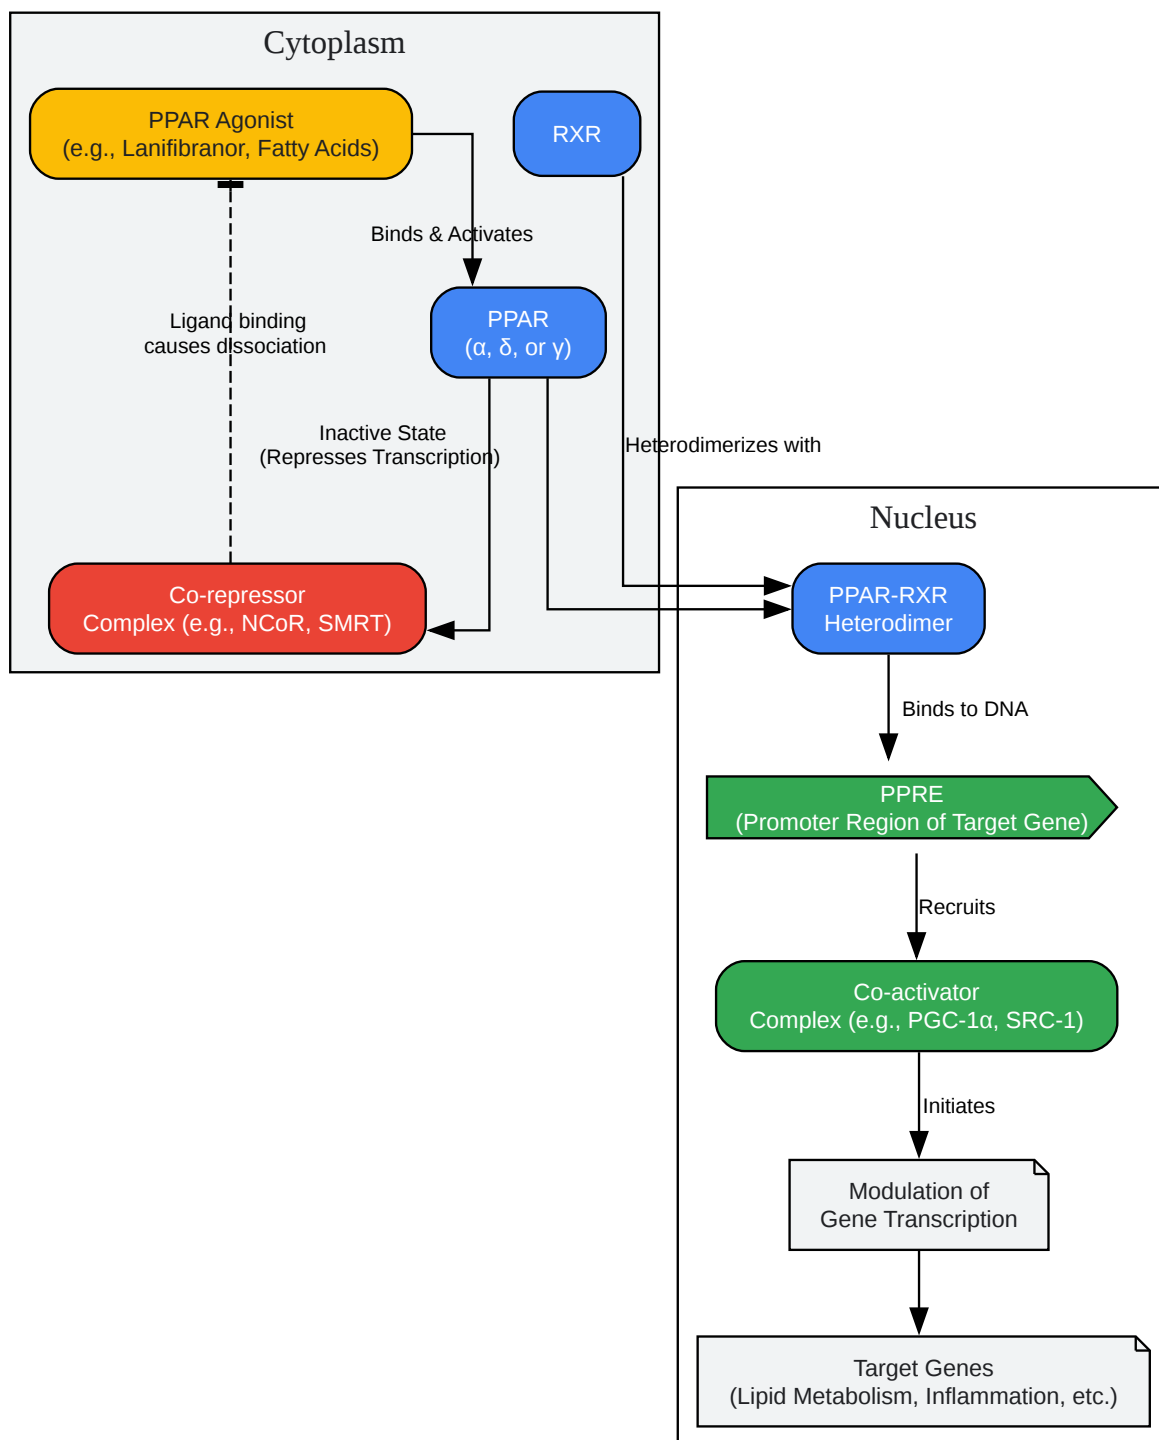 Cytoplasm
PPAR Agonist
(e.g., Lanifibranor, Fatty Acids)
RXR
Binds & Activates
Ligand binding
causes dissociation
PPAR
(α, δ, or γ)
Inactive State
(Represses Transcription)
Heterodimerizes with
Co-repressor
Complex (e.g., NCoR, SMRT)
Nucleus
PPAR-RXR
Heterodimer
Binds to DNA
PPRE
(Promoter Region of Target Gene)
Recruits
Co-activator
Complex (e.g., PGC-1α, SRC-1)
Initiates
Modulation of
Gene Transcription
Target Genes
(Lipid Metabolism, Inflammation, etc.)